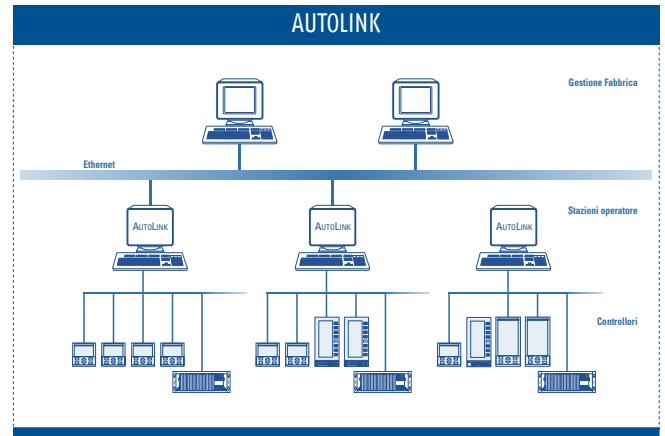 AUTOLINK
Gestione Fabbrica
Ethernet
Stazioni operatore
AUTOLINK
AUTOLINK
AUTOLINK
Controllori